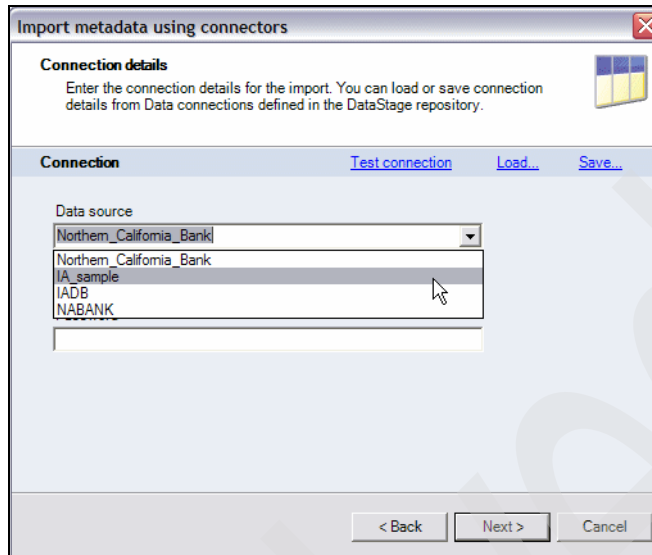 Import metadata using connectors
Connection details
Enter the connection details for the import. You can load or save connection
details from Data connections defined in the DataStage repository.
Connection Test connection Load... Save...
Data source
Northern_California_Bank
Northern_California_Bank
IA_sample
IADB
NABANK
< Back Next > Cancel